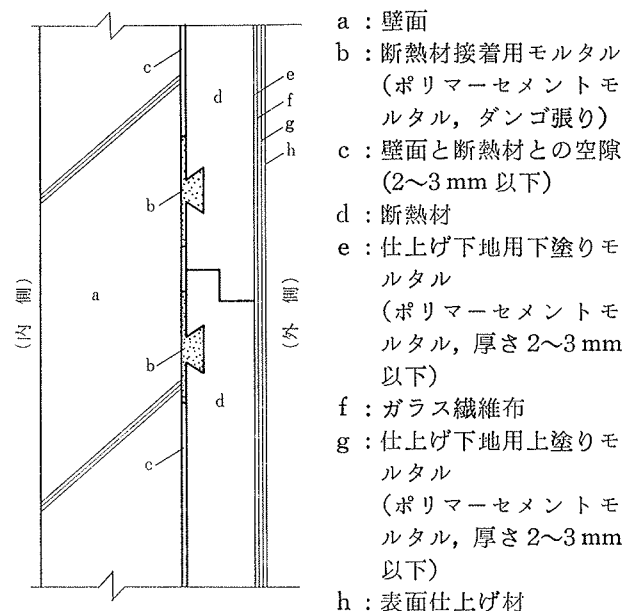 a：壁面
b：断熱材接着用モルタル
(ポリマーセメントモ
ルタル，ダンゴ張り)
c：壁面と断熱材との空隙
(2〜3 mm 以下)
d：断熱材
e：仕上げ下地用下塗りモ
ルタル
(ポリマーセメントモ
ルタル，厚さ2〜3 mm
以下)
f：ガラス繊維布
g：仕上げ下地用上塗りモ
ルタル
(ポリマーセメントモ
ルタル，厚さ2〜3 mm
以下)
h：表面仕上げ材
c
d
e
f
g
h
b
a
(内側)
(外側)
b
d
c